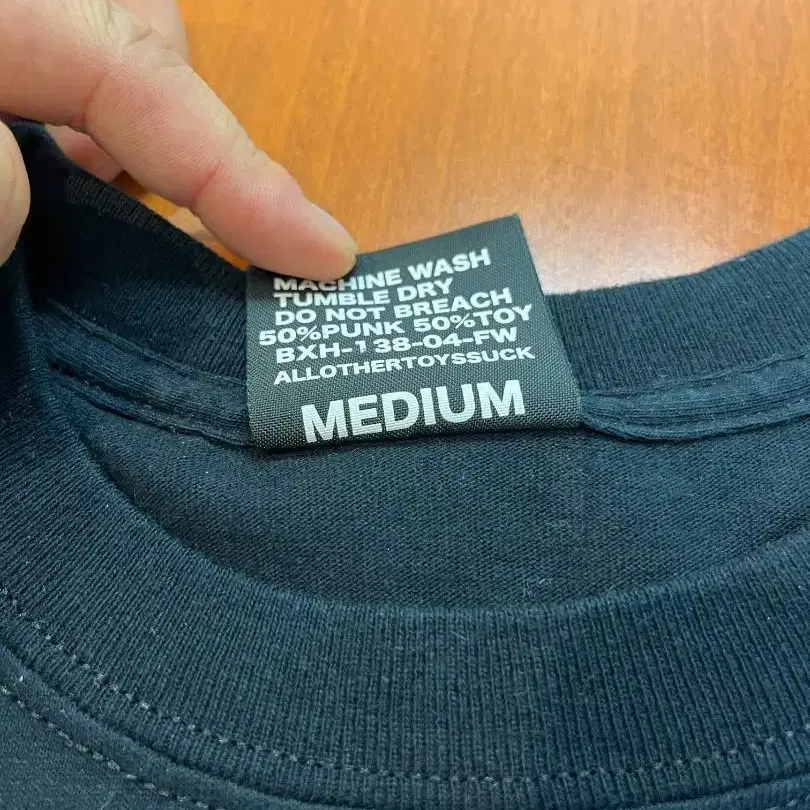 MACHINE WASH
TUMBLE DRY
DO NOT BREACH
50%PUNK 50%TOY
BXH-138-04-FW
ALLOTHERTOYSSUCK
MEDIUM